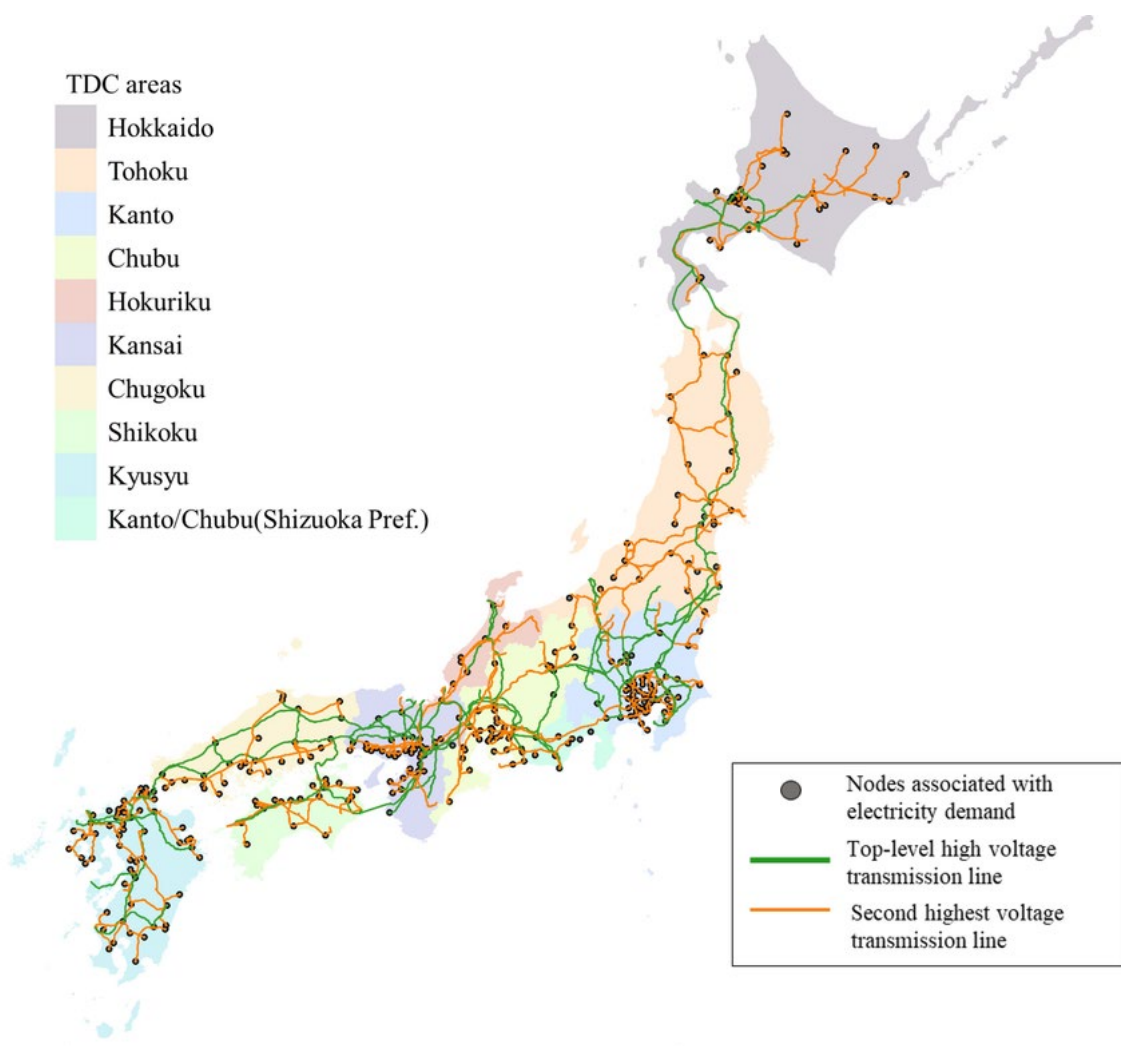 TDC areas
Hokkaido
Tohoku
Kanto
Chubu
Hokuriku
Kansai
Chugoku
Shikoku
Kyusyu
Kanto/Chubu(Shizuoka Pref.)
Nodes associated with
electricity demand
Top-level high voltage
transmission line
Second highest voltage
transmission line